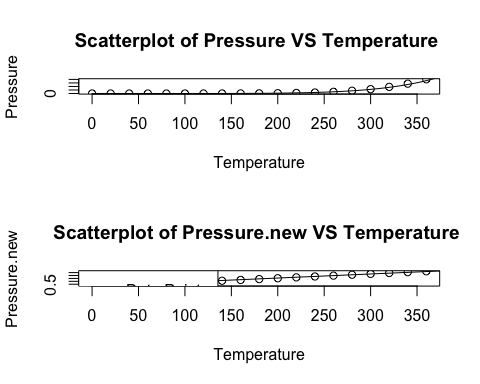 Scatterplot of Pressure VS Temperature
Pressure
0
0 50 100 150 200 250 300 350
Temperature
Scatterplot of Pressure.new VS Temperature
Pressure.new
0.5
0 50 100 150 200 250 300 350
Temperature